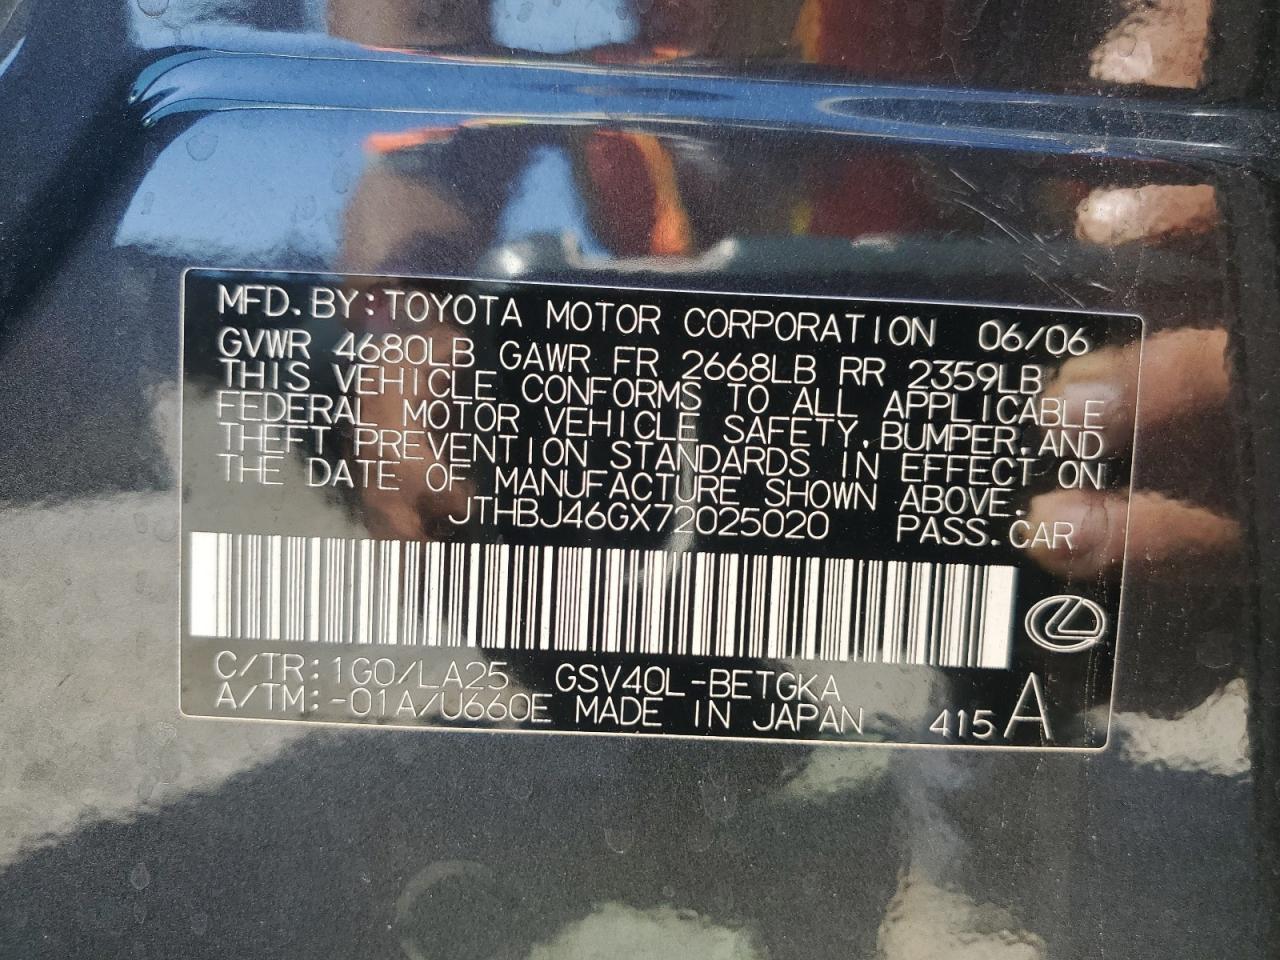 MFD.BY:TOYOTA MOTOR CORPORATION 06/06
GVWR 4680LB GAWR FR 2668LB RR 2359LB
THIS VEHICLE CONFORMS TO ALL APPLICABLE
FEDERAL MOTOR VEHICLE SAFETY,BUMPER,AND
THEFT PREVENTION STANDARDS IN EFFECT ON
THE DATE OF MANUFACTURE SHOWN ABOVE.
JTHBJ46GX72025020 PASS.CAR
C/TR:1G0/LA25 GSV40L-BETGKA
A/TM:-01A/U660E MADE IN JAPAN 415 A